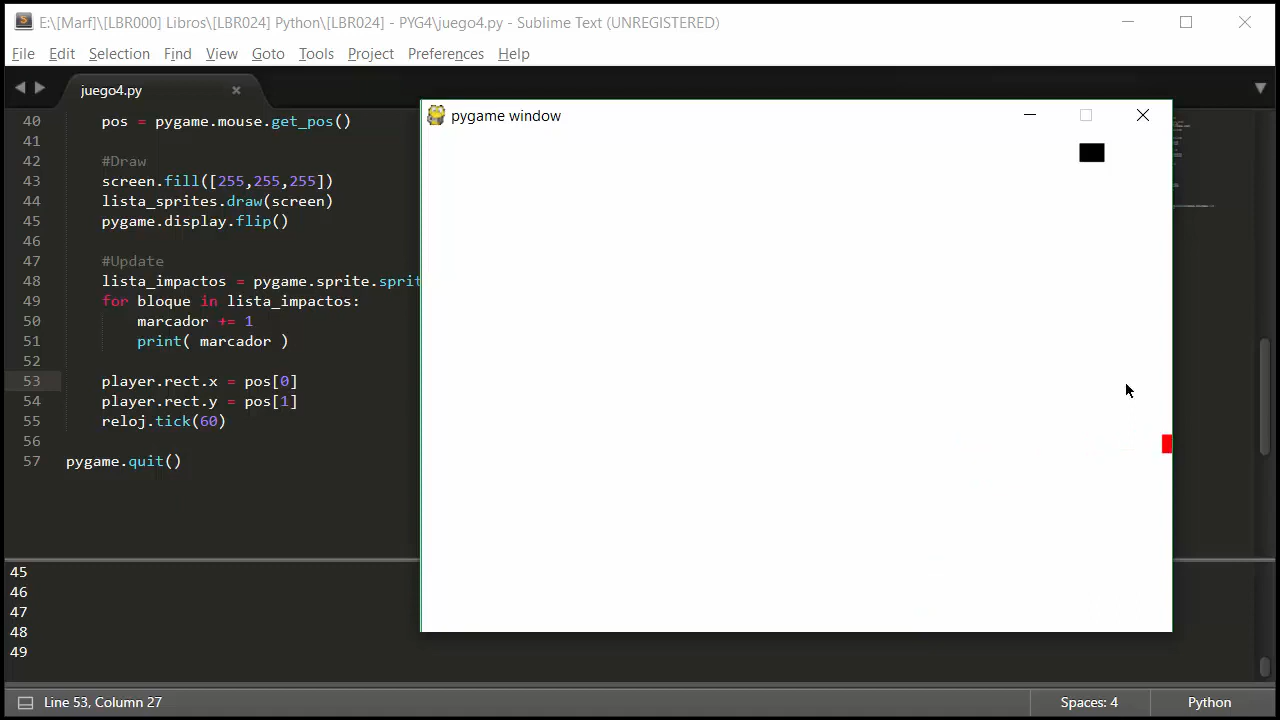 E:\[Marf]\[LBR000] Libros\[LBR024] Python\[LBR024] - PYG4\juego4.py - Sublime Text (UNREGISTERED)
File Edit Selection Find View Goto Tools Project Preferences Help
juego4.py
pygame window
40 pos = pygame.mouse.get_pos()
41
42 #Draw
43 screen.fill([255,255,255])
44 lista_sprites.draw(screen)
45 pygame.display.flip()
46
47 #Update
48 lista_impactos = pygame.sprite.sprit
49 for bloque in lista_impactos:
50 marcador += 1
51 print( marcador )
52
53 player.rect.x = pos[0]
54 player.rect.y = pos[1]
55 reloj.tick(60)
56
57 pygame.quit()
45
46
47
48
49
Line 53, Column 27
Spaces: 4
Python